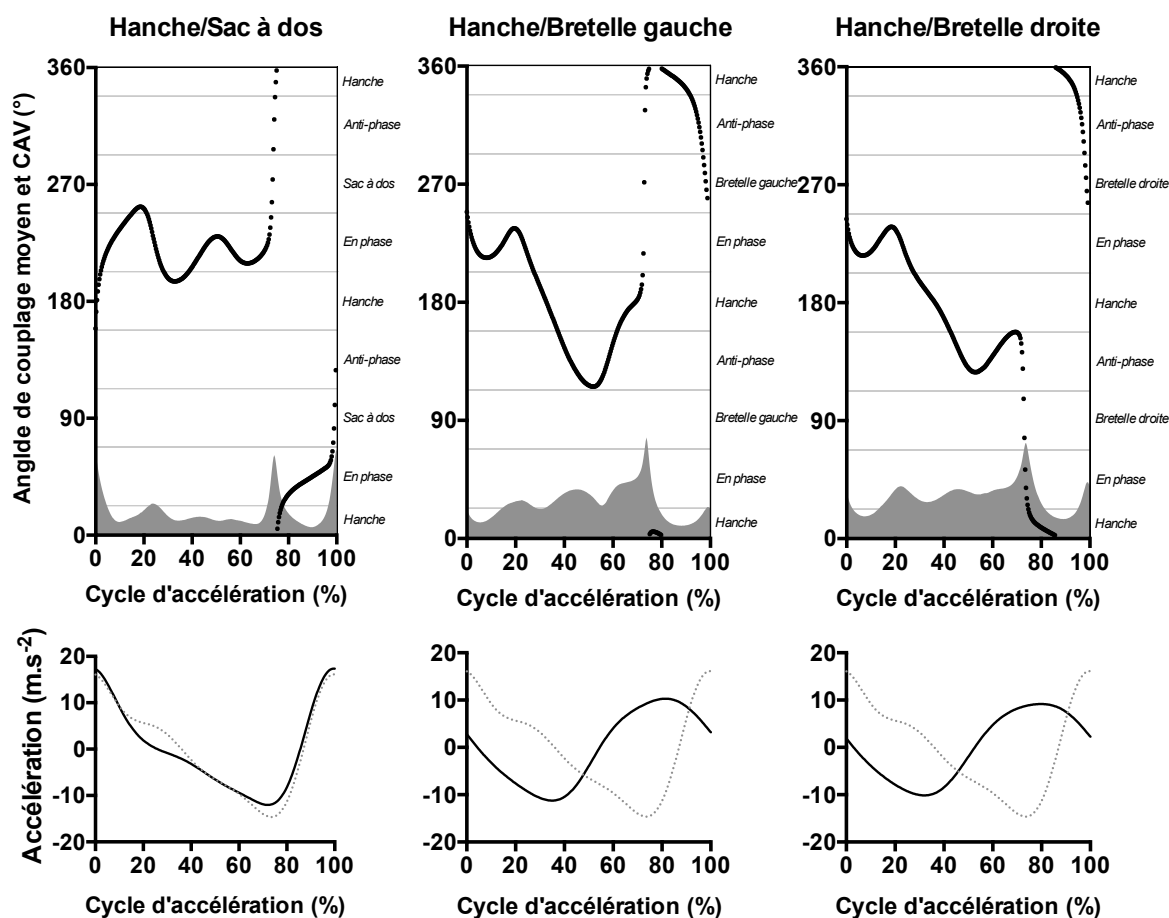 Hanche/Sac à dos
Hanche/Bretelle gauche
Hanche/Bretelle droite
Anglde de couplage moyen et CAV (°)
360
270
180
90
0
Hanche
Anti-phase
Sac à dos
En phase
Hanche
Anti-phase
Sac à dos
En phase
Hanche
0 20 40 60 80 100
Cycle d'accélération (%)
360
270
180
90
0
Hanche
Anti-phase
Bretelle gauche
En phase
Hanche
Anti-phase
Bretelle gauche
En phase
Hanche
0 20 40 60 80 100
Cycle d'accélération (%)
360
270
180
90
0
Hanche
Anti-phase
Bretelle droite
En phase
Hanche
Anti-phase
Bretelle droite
En phase
Hanche
0 20 40 60 80 100
Cycle d'accélération (%)
Accélération (m.s-2)
20
10
0
-10
-20
0 20 40 60 80 100
Cycle d'accélération (%)
20
10
0
-10
-20
0 20 40 60 80 100
Cycle d'accélération (%)
20
10
0
-10
-20
0 20 40 60 80 100
Cycle d'accélération (%)